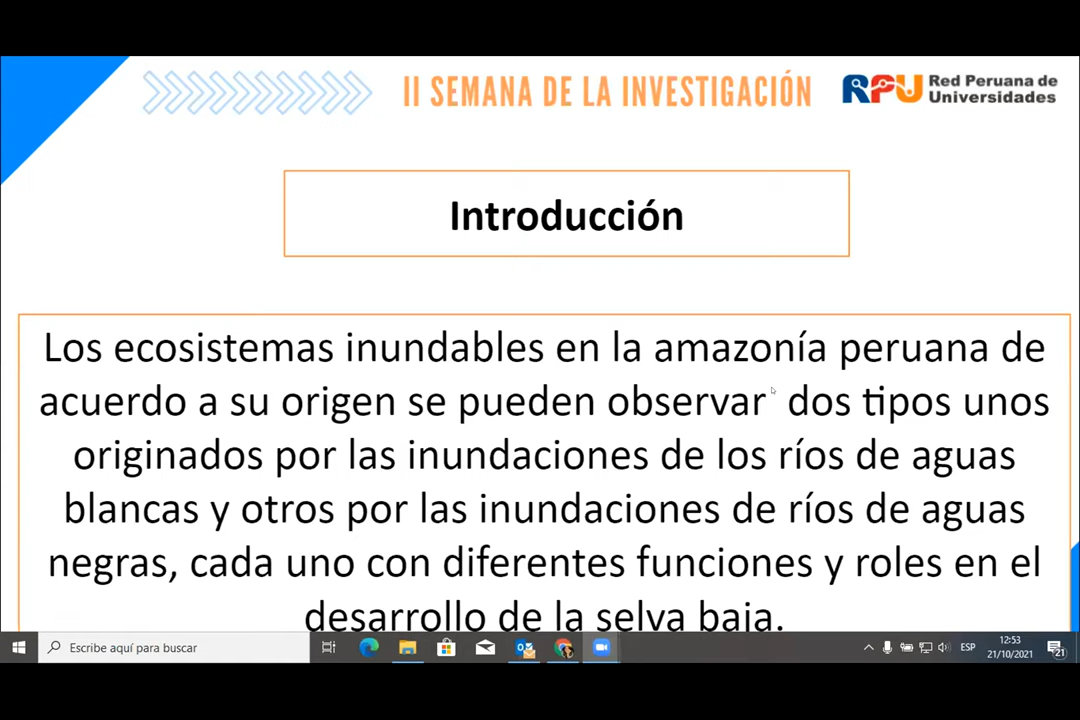 II SEMANA DE LA INVESTIGACIÓN
RPU
Red Peruana de
Universidades
Introducción
Los ecosistemas inundables en la amazonía peruana de
acuerdo a su origen se pueden observar dos tipos unos
originados por las inundaciones de los ríos de aguas
blancas y otros por las inundaciones de ríos de aguas
negras, cada uno con diferentes funciones y roles en el
desarrollo de la selva baja.
Escribe aquí para buscar
ESP
12:53
21/10/2021
21